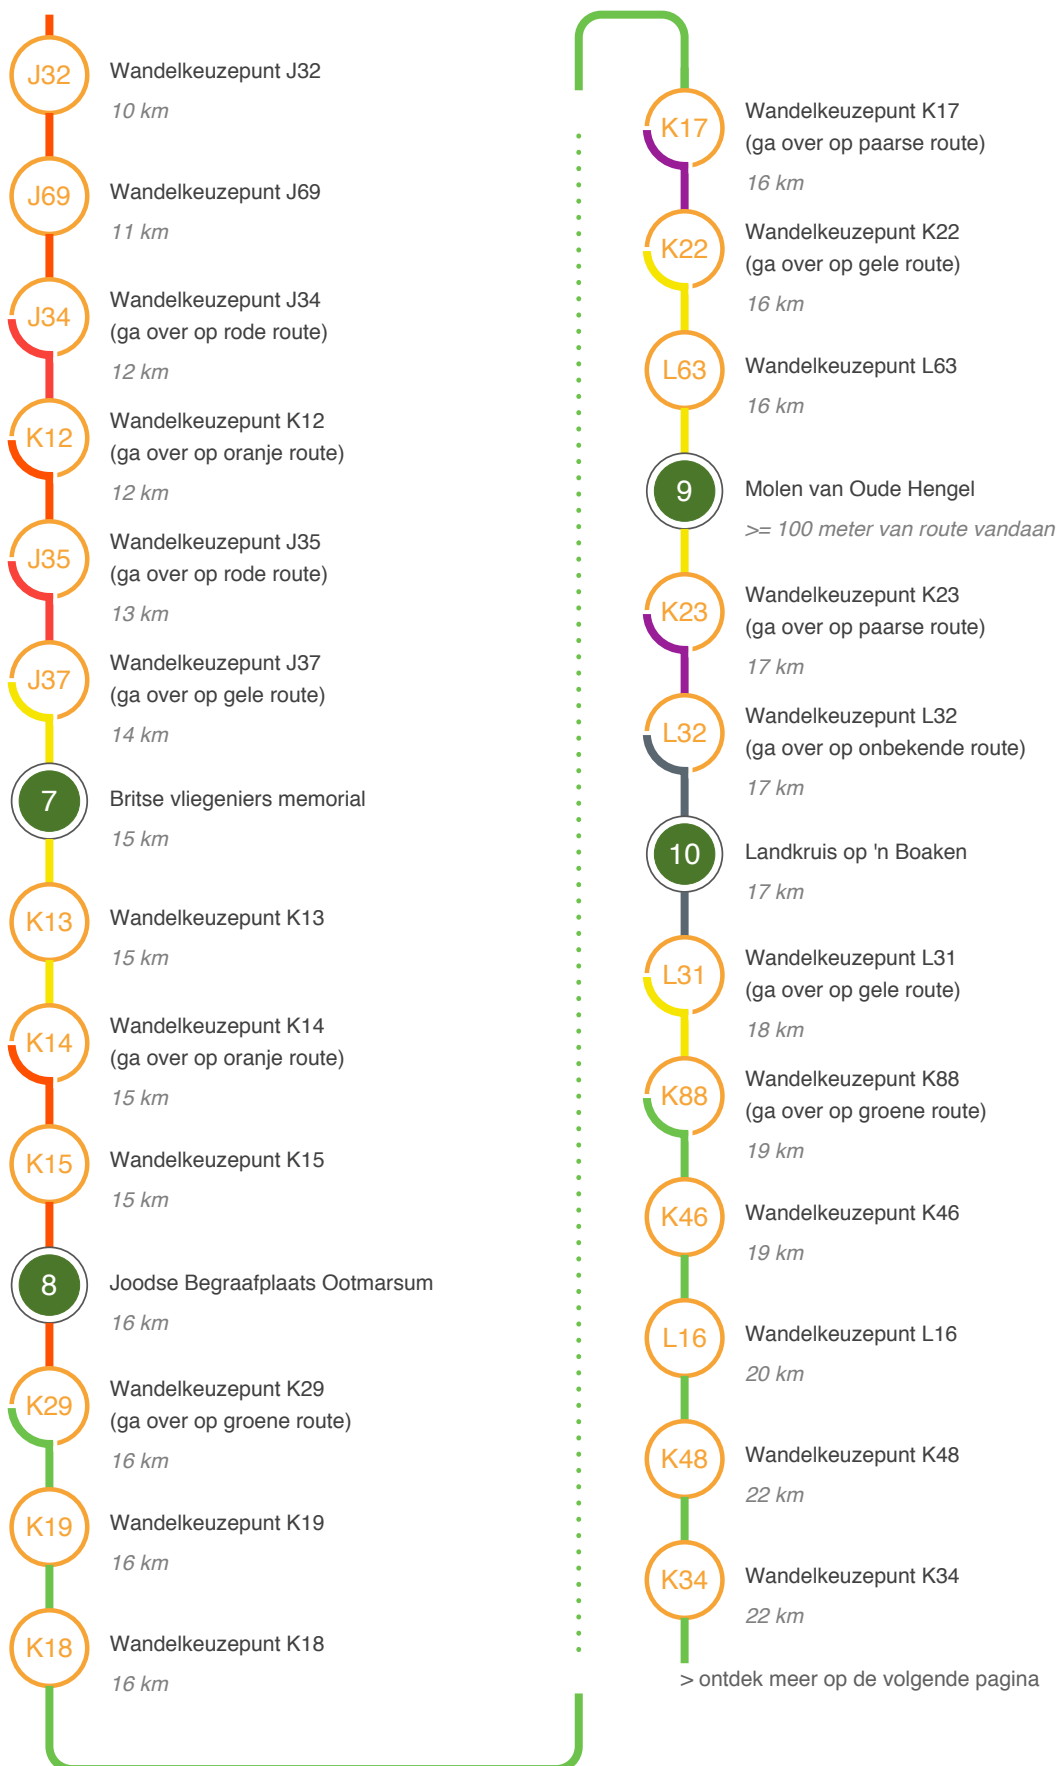 J32
Wandelkeuzepunt J32
10 km
J69
Wandelkeuzepunt J69
11 km
J34
Wandelkeuzepunt J34
(ga over op rode route)
12 km
K12
Wandelkeuzepunt K12
(ga over op oranje route)
12 km
J35
Wandelkeuzepunt J35
(ga over op rode route)
13 km
J37
Wandelkeuzepunt J37
(ga over op gele route)
14 km
7
Britse vliegeniers memorial
15 km
K13
Wandelkeuzepunt K13
15 km
K14
Wandelkeuzepunt K14
(ga over op oranje route)
15 km
K15
Wandelkeuzepunt K15
15 km
8
Joodse Begraafplaats Ootmarsum
16 km
K29
Wandelkeuzepunt K29
(ga over op groene route)
16 km
K19
Wandelkeuzepunt K19
16 km
K18
Wandelkeuzepunt K18
16 km
K17
Wandelkeuzepunt K17
(ga over op paarse route)
16 km
K22
Wandelkeuzepunt K22
(ga over op gele route)
16 km
L63
Wandelkeuzepunt L63
16 km
9
Molen van Oude Hengel
>= 100 meter van route vandaan
K23
Wandelkeuzepunt K23
(ga over op paarse route)
17 km
L32
Wandelkeuzepunt L32
(ga over op onbekende route)
17 km
10
Landkruis op 'n Boaken
17 km
L31
Wandelkeuzepunt L31
(ga over op gele route)
18 km
K88
Wandelkeuzepunt K88
(ga over op groene route)
19 km
K46
Wandelkeuzepunt K46
19 km
L16
Wandelkeuzepunt L16
20 km
K48
Wandelkeuzepunt K48
22 km
K34
Wandelkeuzepunt K34
22 km
> ontdek meer op de volgende pagina